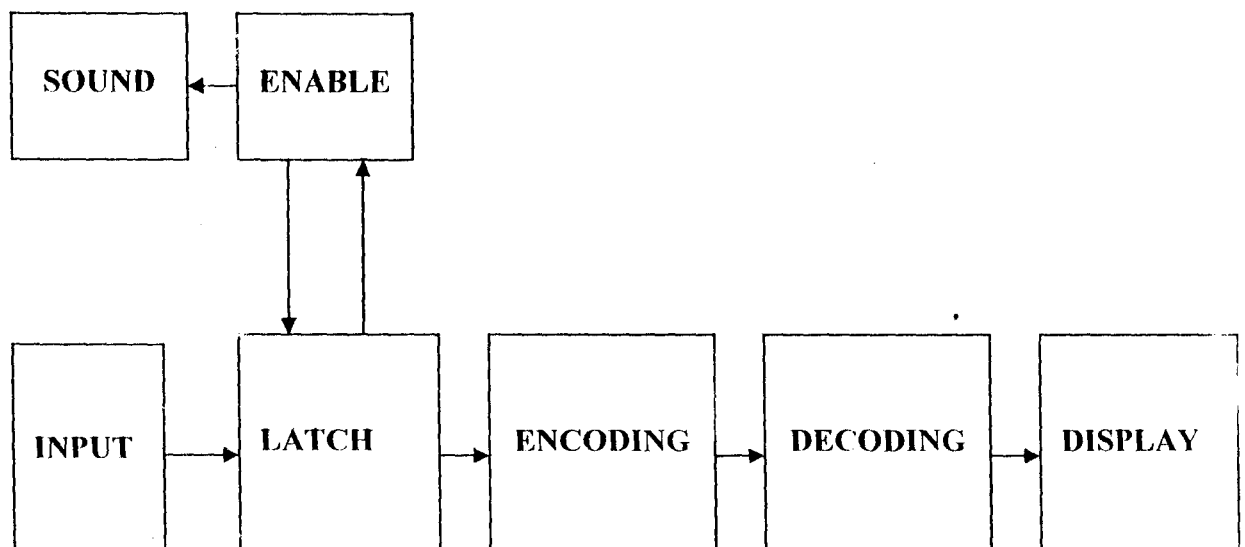 SOUND
ENABLE
INPUT
LATCH
ENCODING
DECODING
DISPLAY